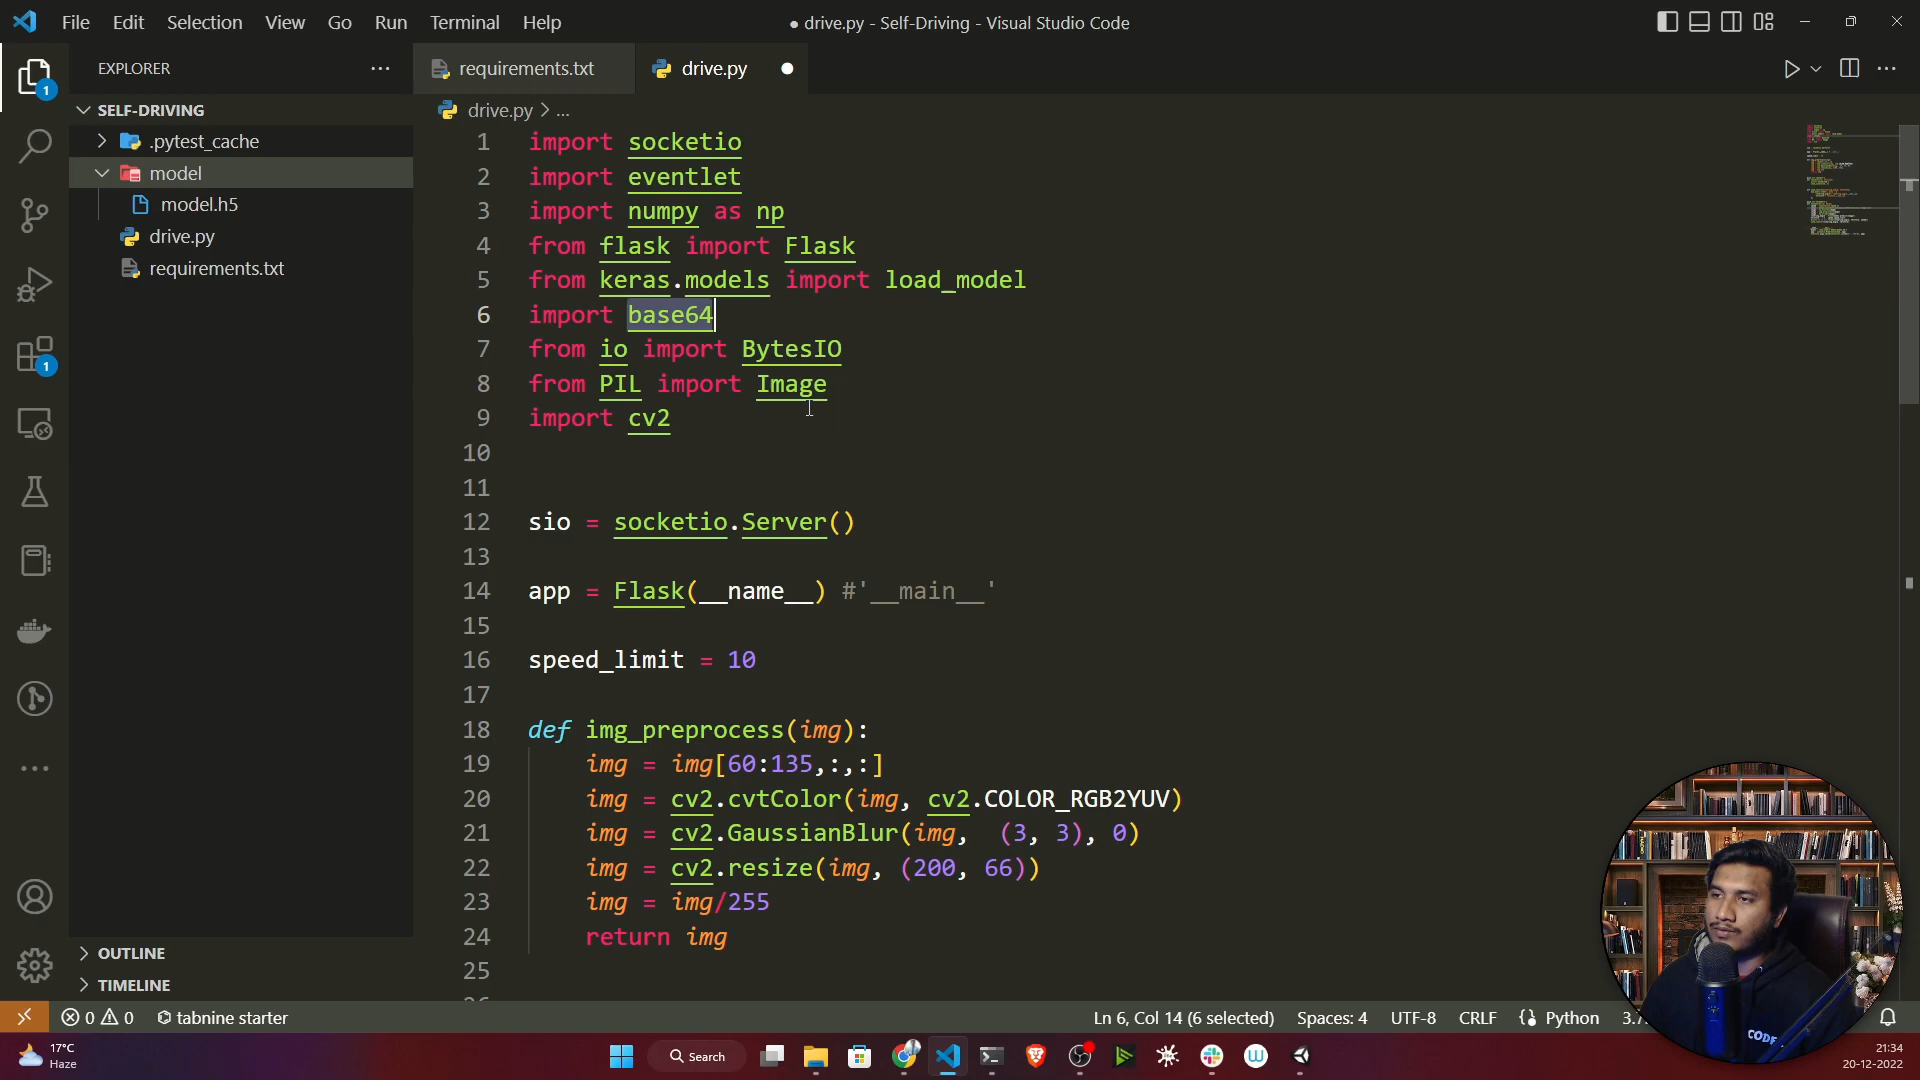 File Edit Selection View Go Run Terminal Help
● drive.py - Self-Driving - Visual Studio Code
EXPLORER
requirements.txt
drive.py
1
SELF-DRIVING
.pytest_cache
model
model.h5
drive.py
requirements.txt
1
OUTLINE
TIMELINE
drive.py > ...
1 import socketio
2 import eventlet
3 import numpy as np
4 from flask import Flask
5 from keras.models import load_model
6 import base64
7 from io import BytesIO
8 from PIL import Image
9 import cv2
10
11
12 sio = socketio.Server()
13
14 app = Flask(__name__) #'__main__'
15
16 speed_limit = 10
17
18 def img_preprocess(img):
19 img = img[60:135,:,:]
20 img = cv2.cvtColor(img, cv2.COLOR_RGB2YUV)
21 img = cv2.GaussianBlur(img,  (3, 3), 0)
22 img = cv2.resize(img, (200, 66))
23 img = img/255
24 return img
25
CODE
0 0 tabnine starter
Ln 6, Col 14 (6 selected) Spaces: 4 UTF-8 CRLF Python
17°C
Haze
Search
21:34
20-12-2022